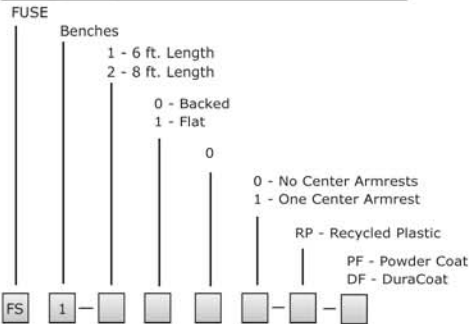 FUSE
Benches
1 - 6 ft. Length
2 - 8 ft. Length
0 - Backed
1 - Flat
0
0 - No Center Armrests
1 - One Center Armrest
RP - Recycled Plastic
PF - Powder Coat
DF - DuraCoat
FS 1 - - -